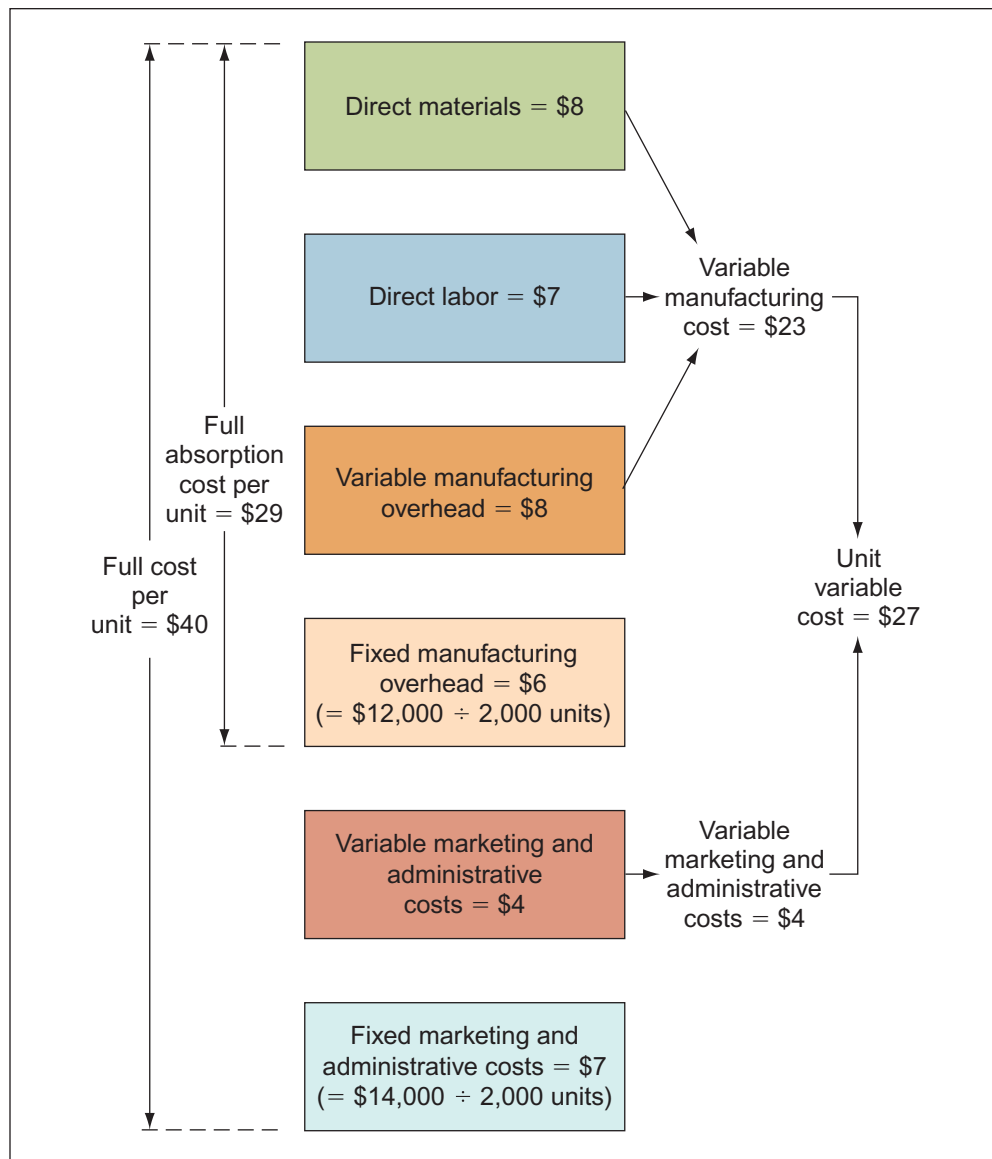 Direct materials = $8
Direct labor = $7
Variable
manufacturing
cost = $23
Full
absorption
cost per
unit = $29
Variable manufacturing
overhead = $8
Full cost
per
unit = $40
Unit
variable
cost = $27
Fixed manufacturing
overhead = $6
(= $12,000 ÷ 2,000 units)
Variable marketing and
administrative
costs = $4
Variable
marketing and
administrative
costs = $4
Fixed marketing and
administrative costs = $7
(= $14,000 ÷ 2,000 units)